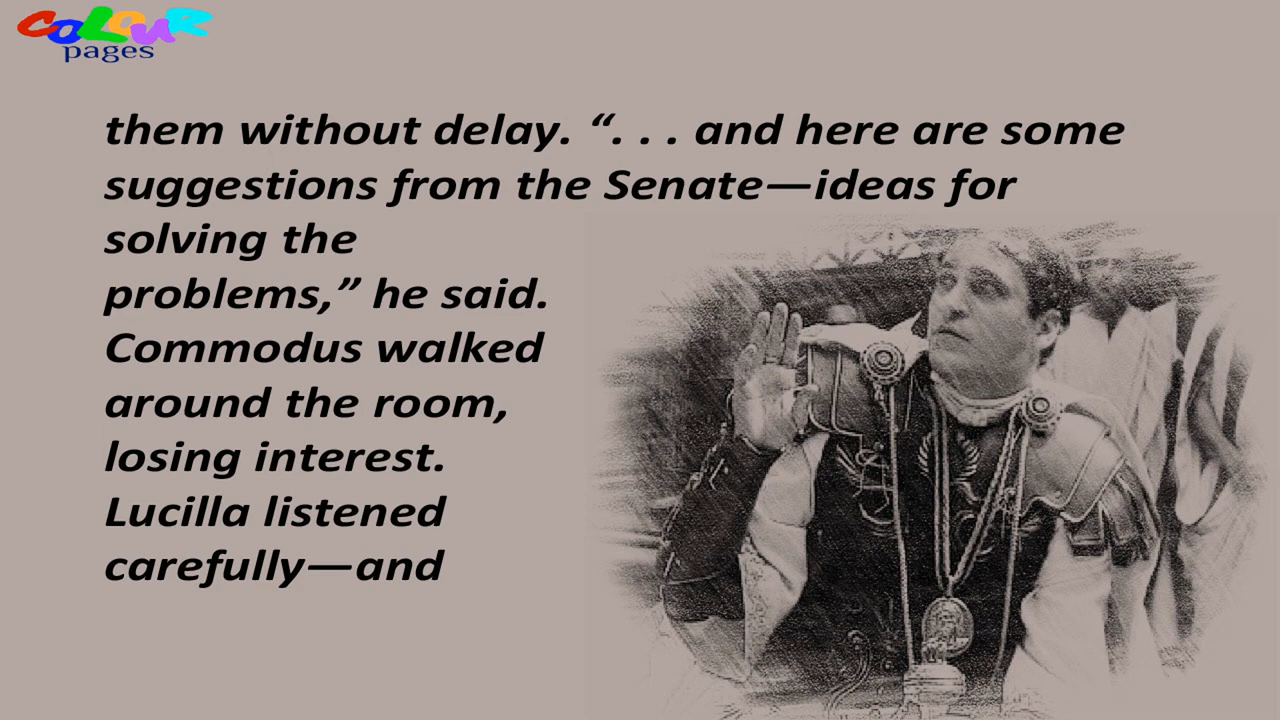 COLOUR
pages
them without delay. “. . . and here are some
suggestions from the Senate—ideas for
solving the
problems,” he said.
Commodus walked
around the room,
losing interest.
Lucilla listened
carefully—and